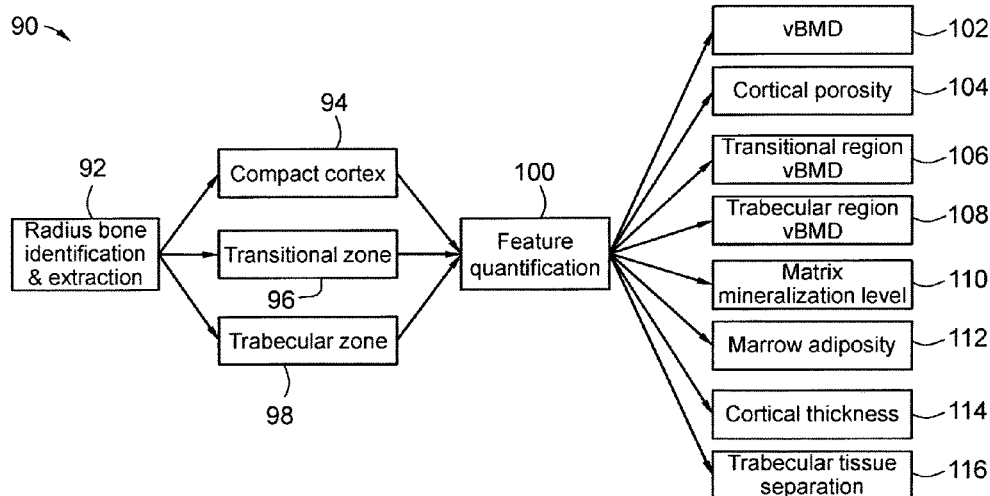 90
92
Radius bone
identification
& extraction
94
Compact cortex
Transitional zone
96
Trabecular zone
98
100
Feature
quantification
vBMD
102
Cortical porosity
104
Transitional region
vBMD
106
Trabecular region
vBMD
108
Matrix
mineralization level
110
Marrow adiposity
112
Cortical thickness
114
Trabecular tissue
separation
116